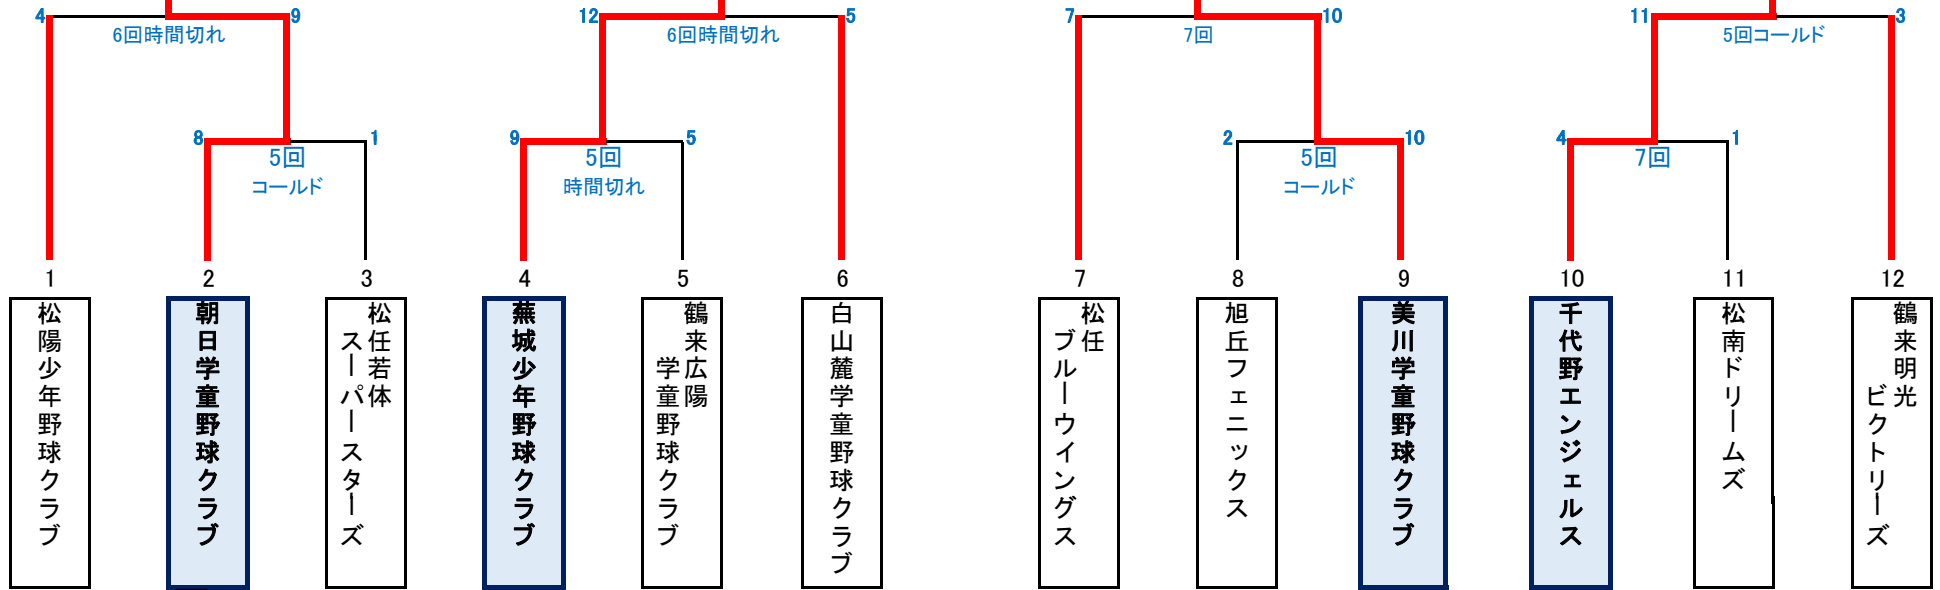 4
9
12
5
7
10
11
3
6回時間切れ
6回時間切れ
7回
5回コールド
8
1
9
5
2
10
4
1
5回
コールド
5回
時間切れ
5回
コールド
7回
1
2
3
4
5
6
7
8
9
10
11
12
松陽少年野球クラブ
朝日学童野球クラブ
松任若体
スーパースターズ
蕪城少年野球クラブ
鶴来広陽
学童野球クラブ
白山麓学童野球クラブ
松任
ブルーウイングス
旭丘フェニックス
美川学童野球クラブ
千代野エンジェルス
松南ドリームズ
鶴来明光
ビクトリーズ